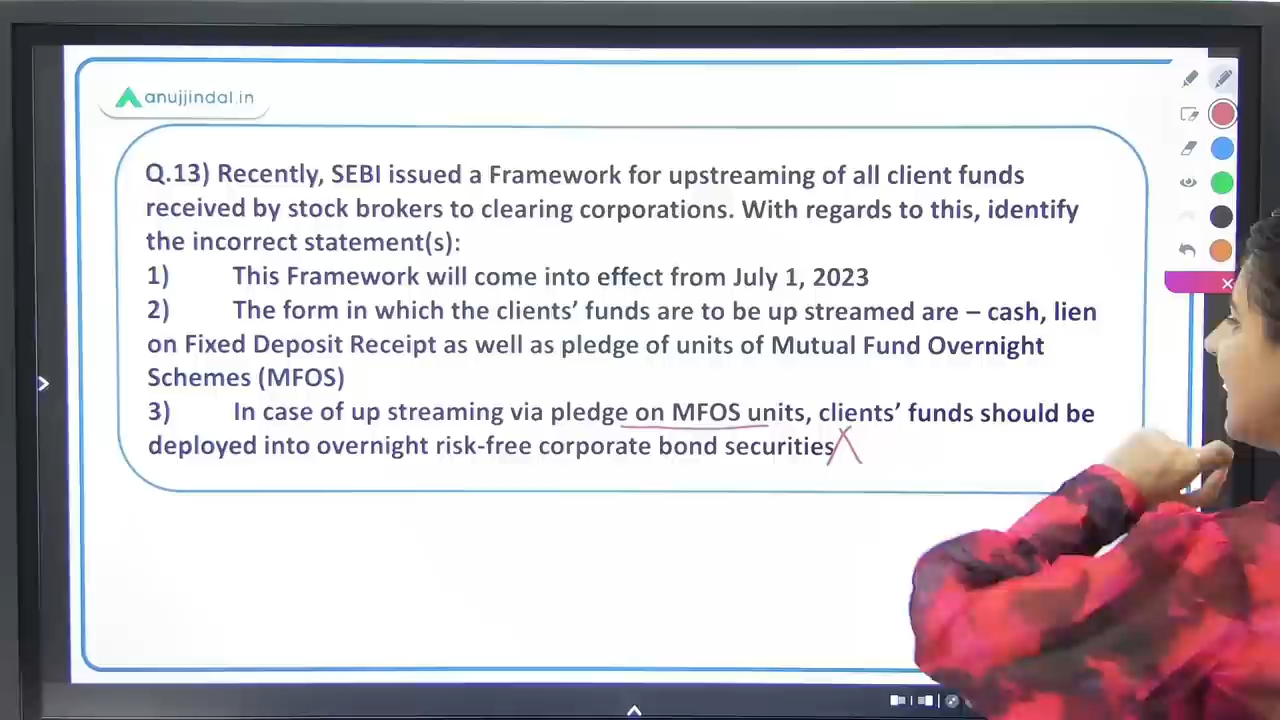 anujjindal.in
Q.13) Recently, SEBI issued a Framework for upstreaming of all client funds
received by stock brokers to clearing corporations. With regards to this, identify
the incorrect statement(s):
1) This Framework will come into effect from July 1, 2023
2) The form in which the clients’ funds are to be up streamed are – cash, lien
on Fixed Deposit Receipt as well as pledge of units of Mutual Fund Overnight
Schemes (MFOS)
3) In case of up streaming via pledge on MFOS units, clients’ funds should be
deployed into overnight risk-free corporate bond securities